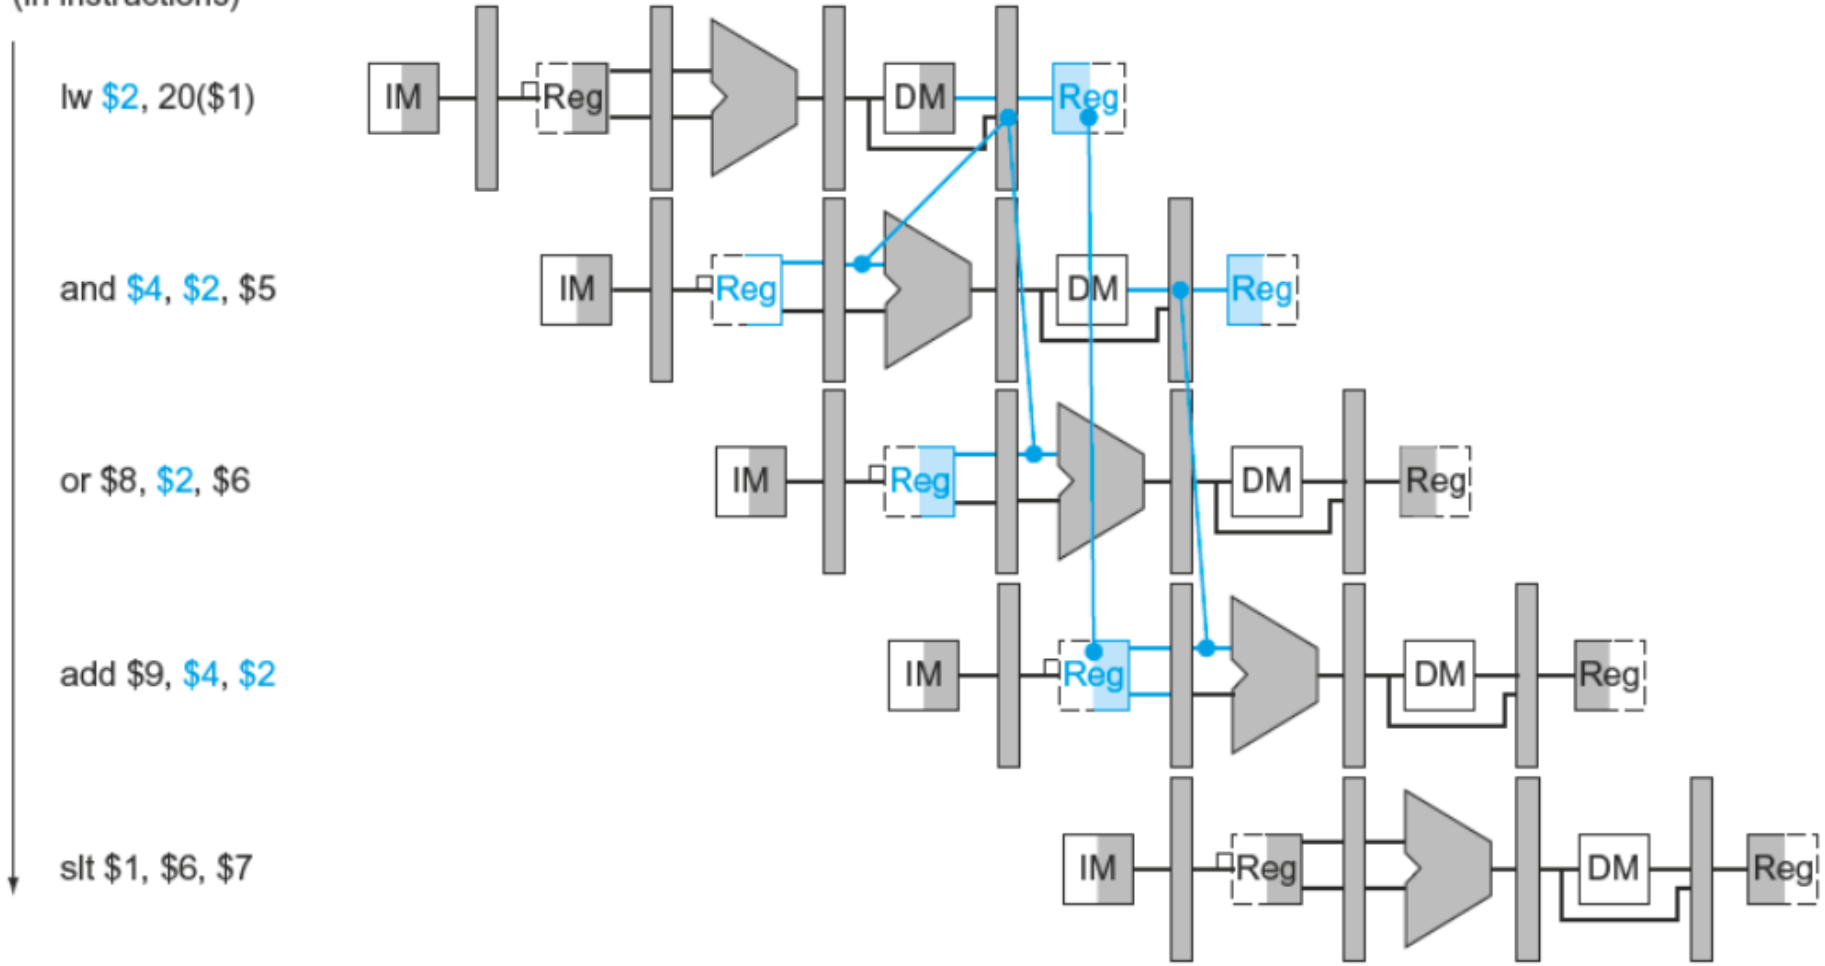 (in instructions)
lw $2, 20($1)
IM Reg DM Reg
and $4, $2, $5
IM Reg DM Reg
or $8, $2, $6
IM Reg DM Reg
add $9, $4, $2
IM Reg DM Reg
slt $1, $6, $7
IM Reg DM Reg